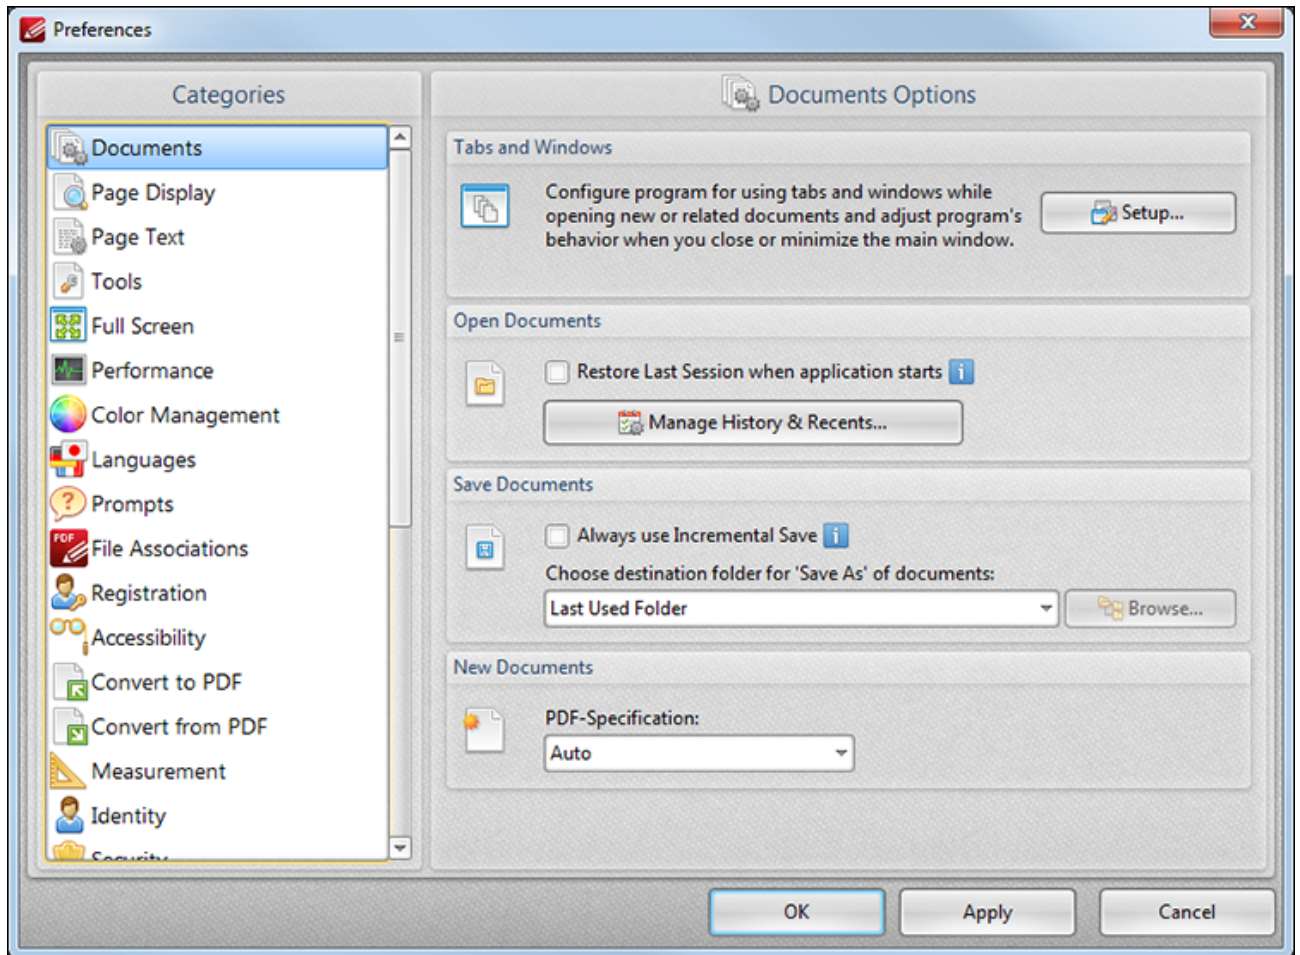 Preferences
Categories
Documents
Page Display
Page Text
Tools
Full Screen
Performance
Color Management
Languages
Prompts
PDF
File Associations
Registration
Accessibility
Convert to PDF
Convert from PDF
Measurement
Identity
Security
Documents Options
Tabs and Windows
Configure program for using tabs and windows while
opening new or related documents and adjust program's
behavior when you close or minimize the main window.
Setup...
Open Documents
Restore Last Session when application starts
Manage History & Recents...
Save Documents
Always use Incremental Save
Choose destination folder for 'Save As' of documents:
Last Used Folder
Browse...
New Documents
PDF-Specification:
Auto
OK
Apply
Cancel